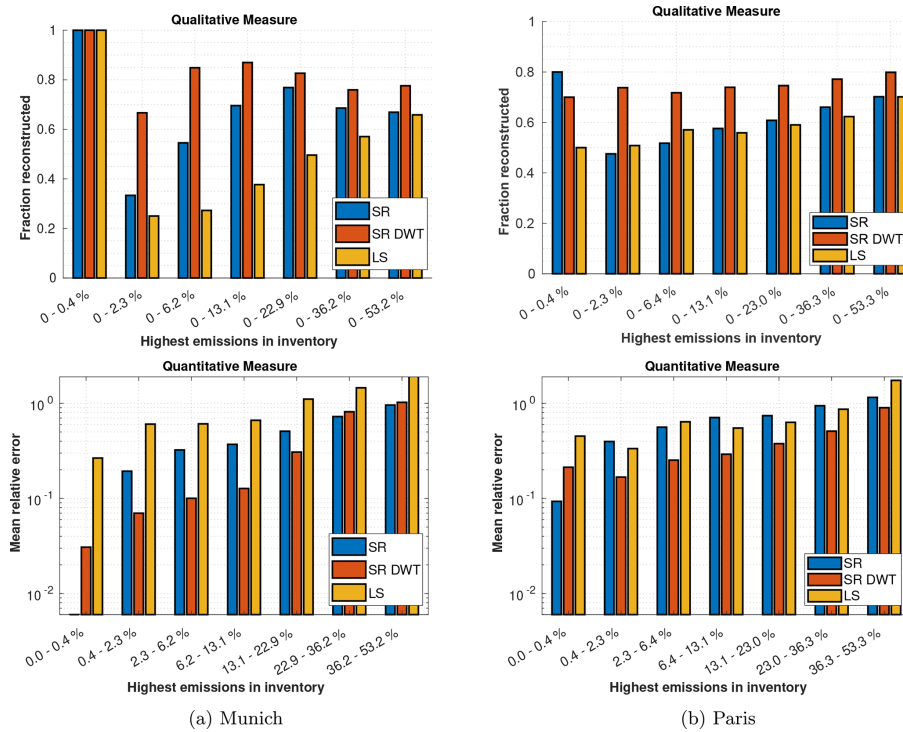 Qualitative Measure
Fraction reconstructed
1
0.8
0.6
0.4
0.2
0
SR
SR DWT
LS
0 - 0.4 %
0 - 2.3 %
0 - 6.2 %
0 - 13.1 %
0 - 22.9 %
0 - 36.2 %
0 - 53.2 %
Highest emissions in inventory
Qualitative Measure
Fraction reconstructed
1
0.8
0.6
0.4
0.2
0
SR
SR DWT
LS
0 - 0.4 %
0 - 2.3 %
0 - 6.4 %
0 - 13.1 %
0 - 23.0 %
0 - 36.3 %
0 - 53.3 %
Highest emissions in inventory
Quantitative Measure
Mean relative error
10^0
10^-1
10^-2
SR
SR DWT
LS
0.0 - 0.4 %
0.4 - 2.3 %
2.3 - 6.2 %
6.2 - 13.1 %
13.1 - 22.9 %
22.9 - 36.2 %
36.2 - 53.2 %
Highest emissions in inventory
Quantitative Measure
Mean relative error
10^0
10^-1
10^-2
SR
SR DWT
LS
0.0 - 0.4 %
0.4 - 2.3 %
2.3 - 6.4 %
6.4 - 13.1 %
13.1 - 23.0 %
23.0 - 36.3 %
36.3 - 53.3 %
Highest emissions in inventory
(a) Munich
(b) Paris